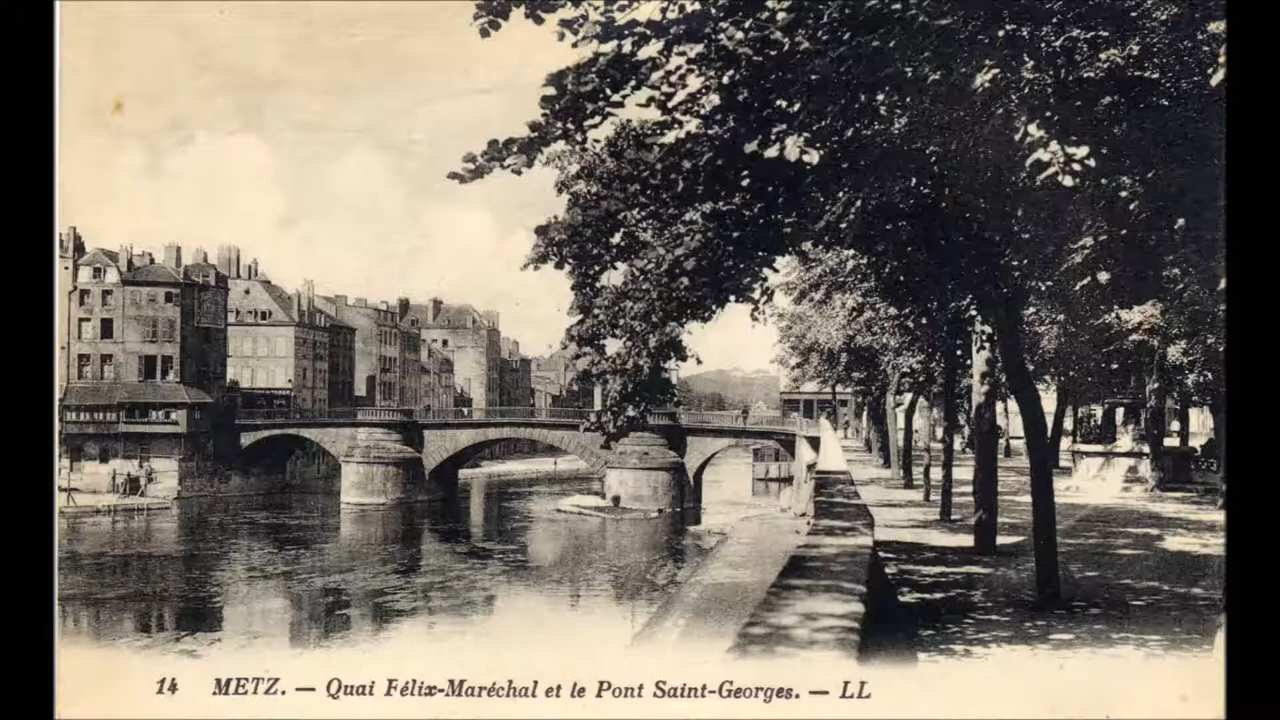 14 METZ. — Quai Félix-Maréchal et le Pont Saint-Georges. — LL